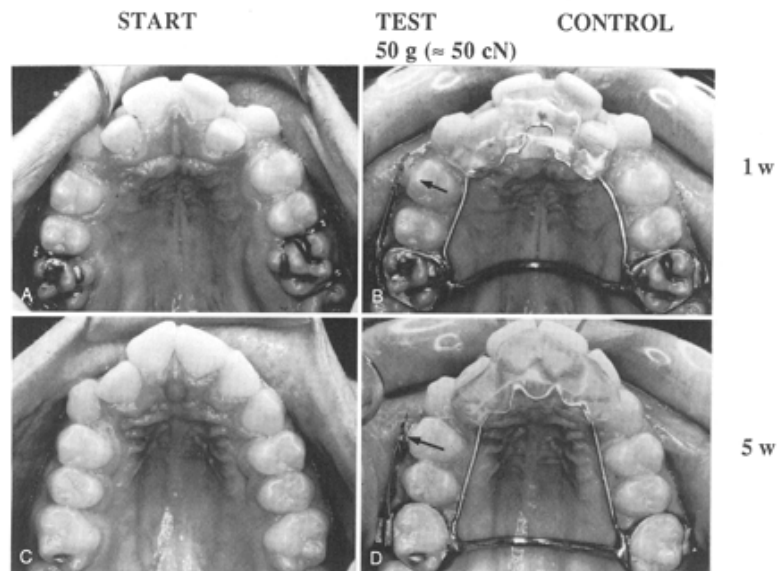 START TEST CONTROL
50 g (≈ 50 cN)
1 w
A B
5 w
C D